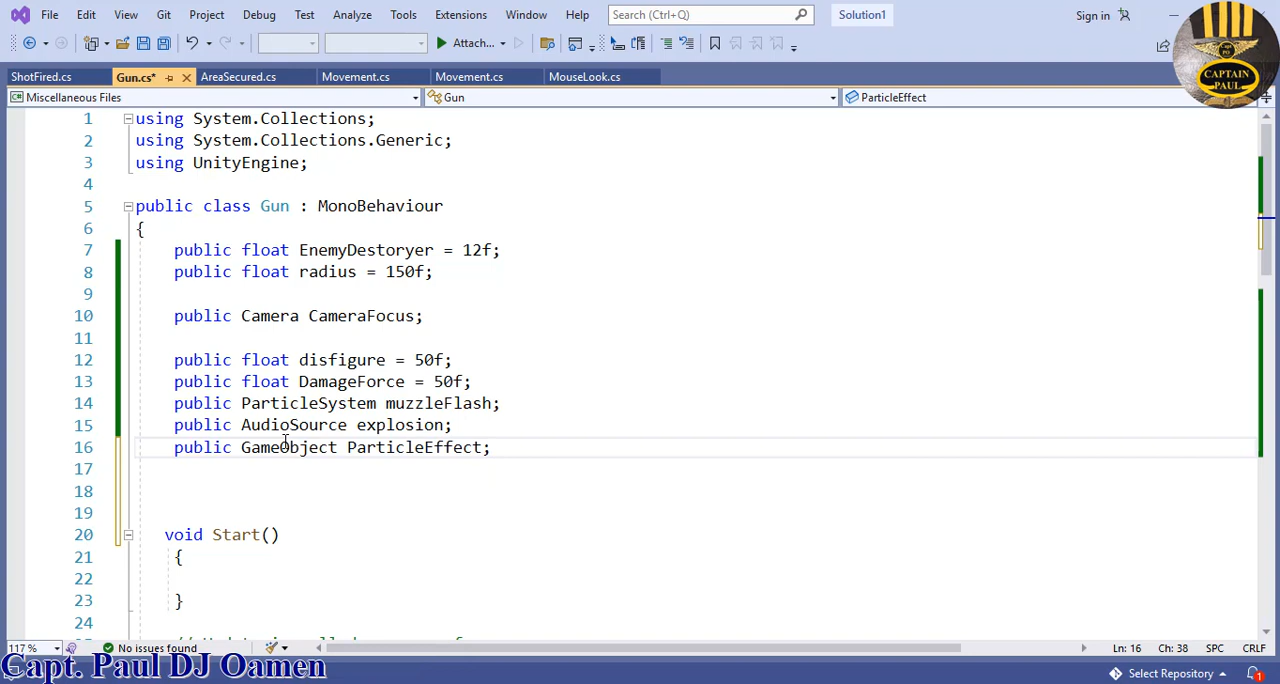 File Edit View Git Project Debug Test Analyze Tools Extensions Window Help Search (Ctrl+Q) Solution1 Sign in
Attach...
ShotFired.cs Gun.cs* AreaSecured.cs Movement.cs Movement.cs MouseLook.cs
Miscellaneous Files Gun ParticleEffect
CAPTAIN
PAUL
1 using System.Collections;
2 using System.Collections.Generic;
3 using UnityEngine;
4
5 public class Gun : MonoBehaviour
6 {
7 public float EnemyDestoryer = 12f;
8 public float radius = 150f;
9
10 public Camera CameraFocus;
11
12 public float disfigure = 50f;
13 public float DamageForce = 50f;
14 public ParticleSystem muzzleFlash;
15 public AudioSource explosion;
16 public GameObject ParticleEffect;
17
18
19
20 void Start()
21 {
22
23 }
24
117 % No issues found Ln: 16 Ch: 38 SPC CRLF
Capt. Paul DJ Oamen
Select Repository 1